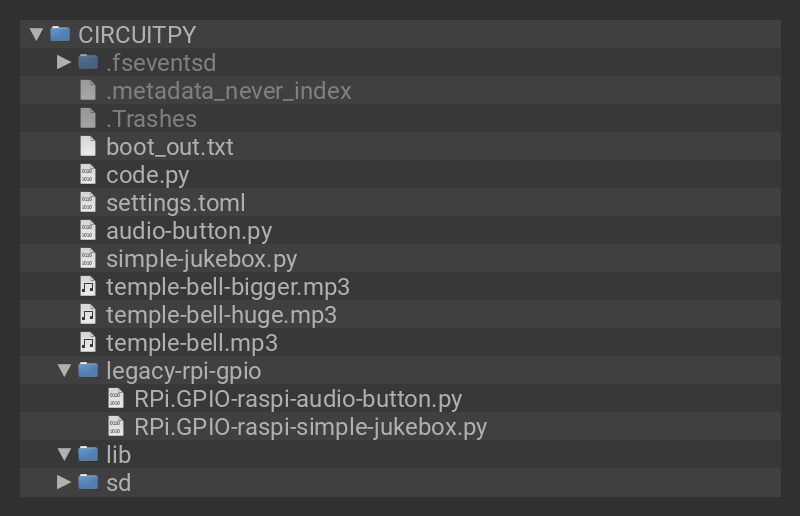 CIRCUITPY
.fseventsd
.metadata_never_index
.Trashes
boot_out.txt
code.py
settings.toml
audio-button.py
simple-jukebox.py
temple-bell-bigger.mp3
temple-bell-huge.mp3
temple-bell.mp3
legacy-rpi-gpio
RPi.GPIO-raspi-audio-button.py
RPi.GPIO-raspi-simple-jukebox.py
lib
sd